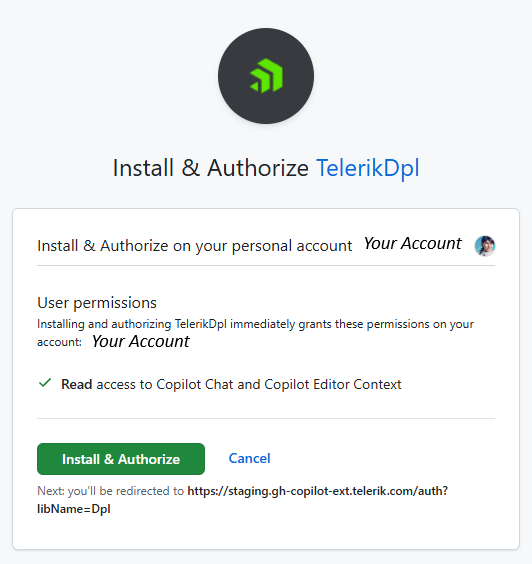 Install & Authorize TelerikDpl
Install & Authorize on your personal account Your Account
User permissions
Installing and authorizing TelerikDpl immediately grants these permissions on your
account: Your Account
Read access to Copilot Chat and Copilot Editor Context
Install & Authorize Cancel
Next: you'll be redirected to https://staging.gh-copilot-ext.telerik.com/auth?
libName=Dpl